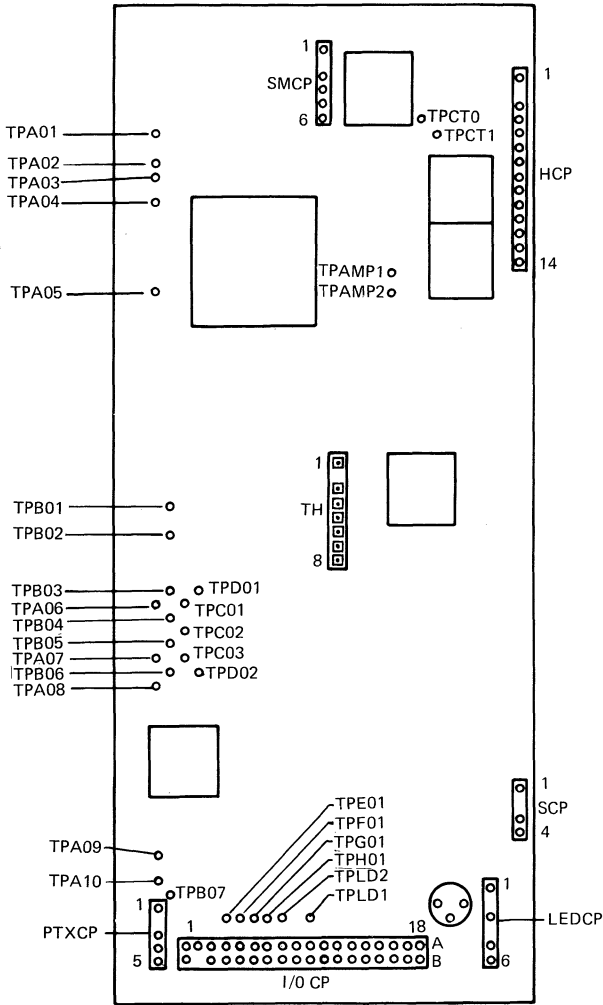 1
SMCP
6
TPCT0
TPCT1
1
HCP
14
TPA01
TPA02
TPA03
TPA04
TPA05
TPAMP1
TPAMP2
1
TH
8
TPB01
TPB02
TPB03
TPA06
TPB04
TPB05
TPA07
TPB06
TPA08
TPD01
TPC01
TPC02
TPC03
TPD02
1
SCP
4
TPE01
TPF01
TPG01
TPH01
TPLD2
TPLD1
TPA09
TPA10
TPB07
1
PTXCP
5
1
18
A
B
I/0 CP
1
LEDCP
6